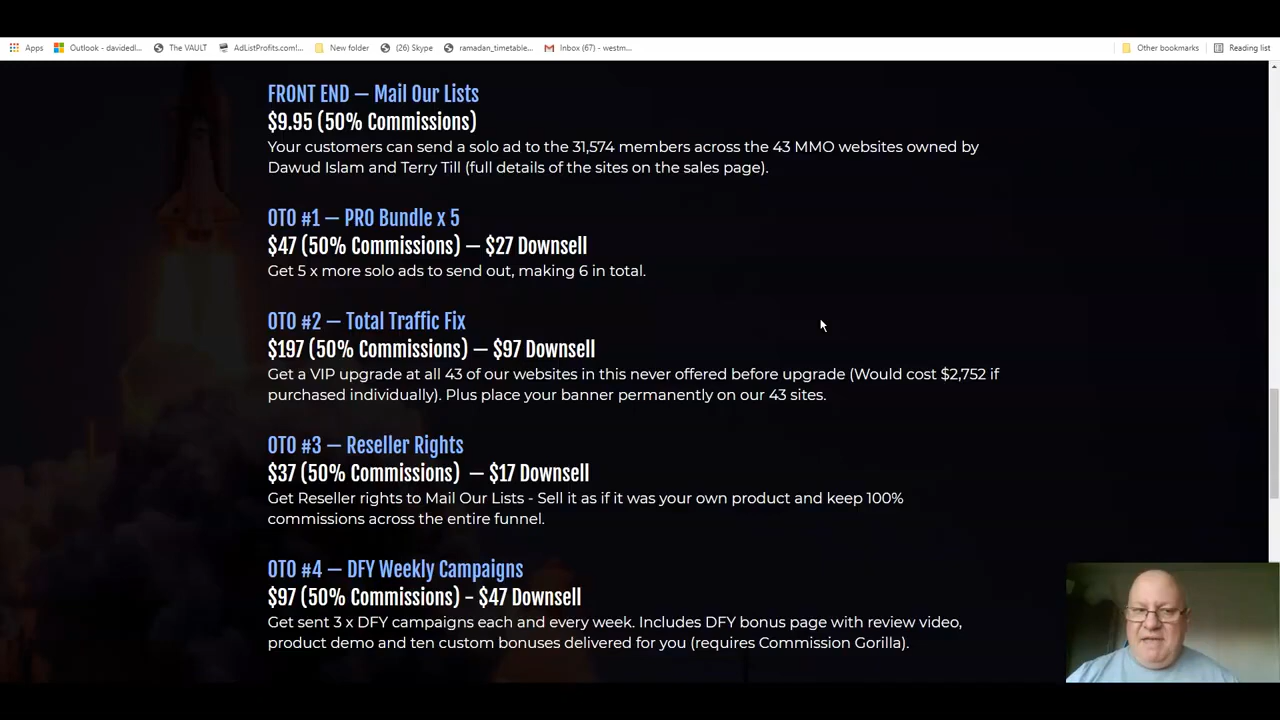 Apps Outlook - davidedl... The VAULT AdListProfits.com!... New folder (26) Skype ramadan_timetable... Inbox (67) - westm... Other bookmarks Reading list
FRONT END – Mail Our Lists
$9.95 (50% Commissions)
Your customers can send a solo ad to the 31,574 members across the 43 MMO websites owned by
Dawud Islam and Terry Till (full details of the sites on the sales page).
OTO #1 – PRO Bundle x 5
$47 (50% Commissions) – $27 Downsell
Get 5 x more solo ads to send out, making 6 in total.
OTO #2 – Total Traffic Fix
$197 (50% Commissions) – $97 Downsell
Get a VIP upgrade at all 43 of our websites in this never offered before upgrade (Would cost $2,752 if
purchased individually). Plus place your banner permanently on our 43 sites.
OTO #3 – Reseller Rights
$37 (50% Commissions) – $17 Downsell
Get Reseller rights to Mail Our Lists - Sell it as if it was your own product and keep 100%
commissions across the entire funnel.
OTO #4 – DFY Weekly Campaigns
$97 (50% Commissions) - $47 Downsell
Get sent 3 x DFY campaigns each and every week. Includes DFY bonus page with review video,
product demo and ten custom bonuses delivered for you (requires Commission Gorilla).